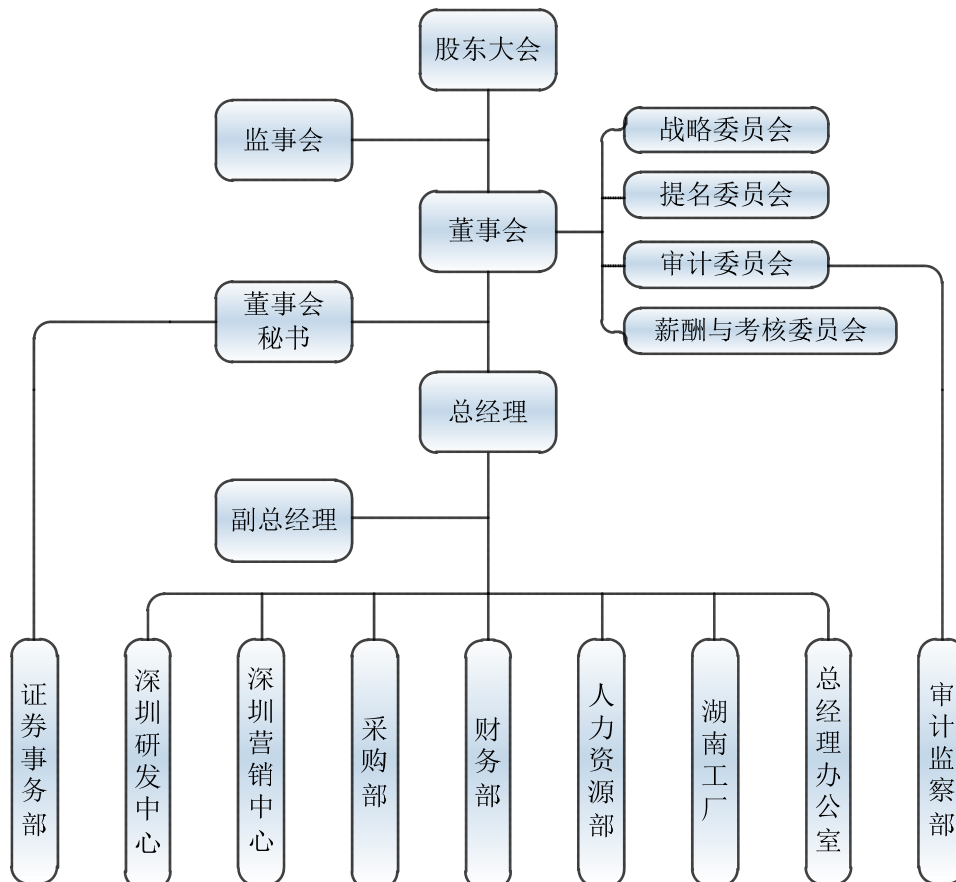 股东大会
监事会
战略委员会
提名委员会
董事会
审计委员会
董事会
秘书
薪酬与考核委员会
总经理
副总经理
证券事务部
深圳研发中心
深圳营销中心
采购部
财务部
人力资源部
湖南工厂
总经理办公室
审计监察部